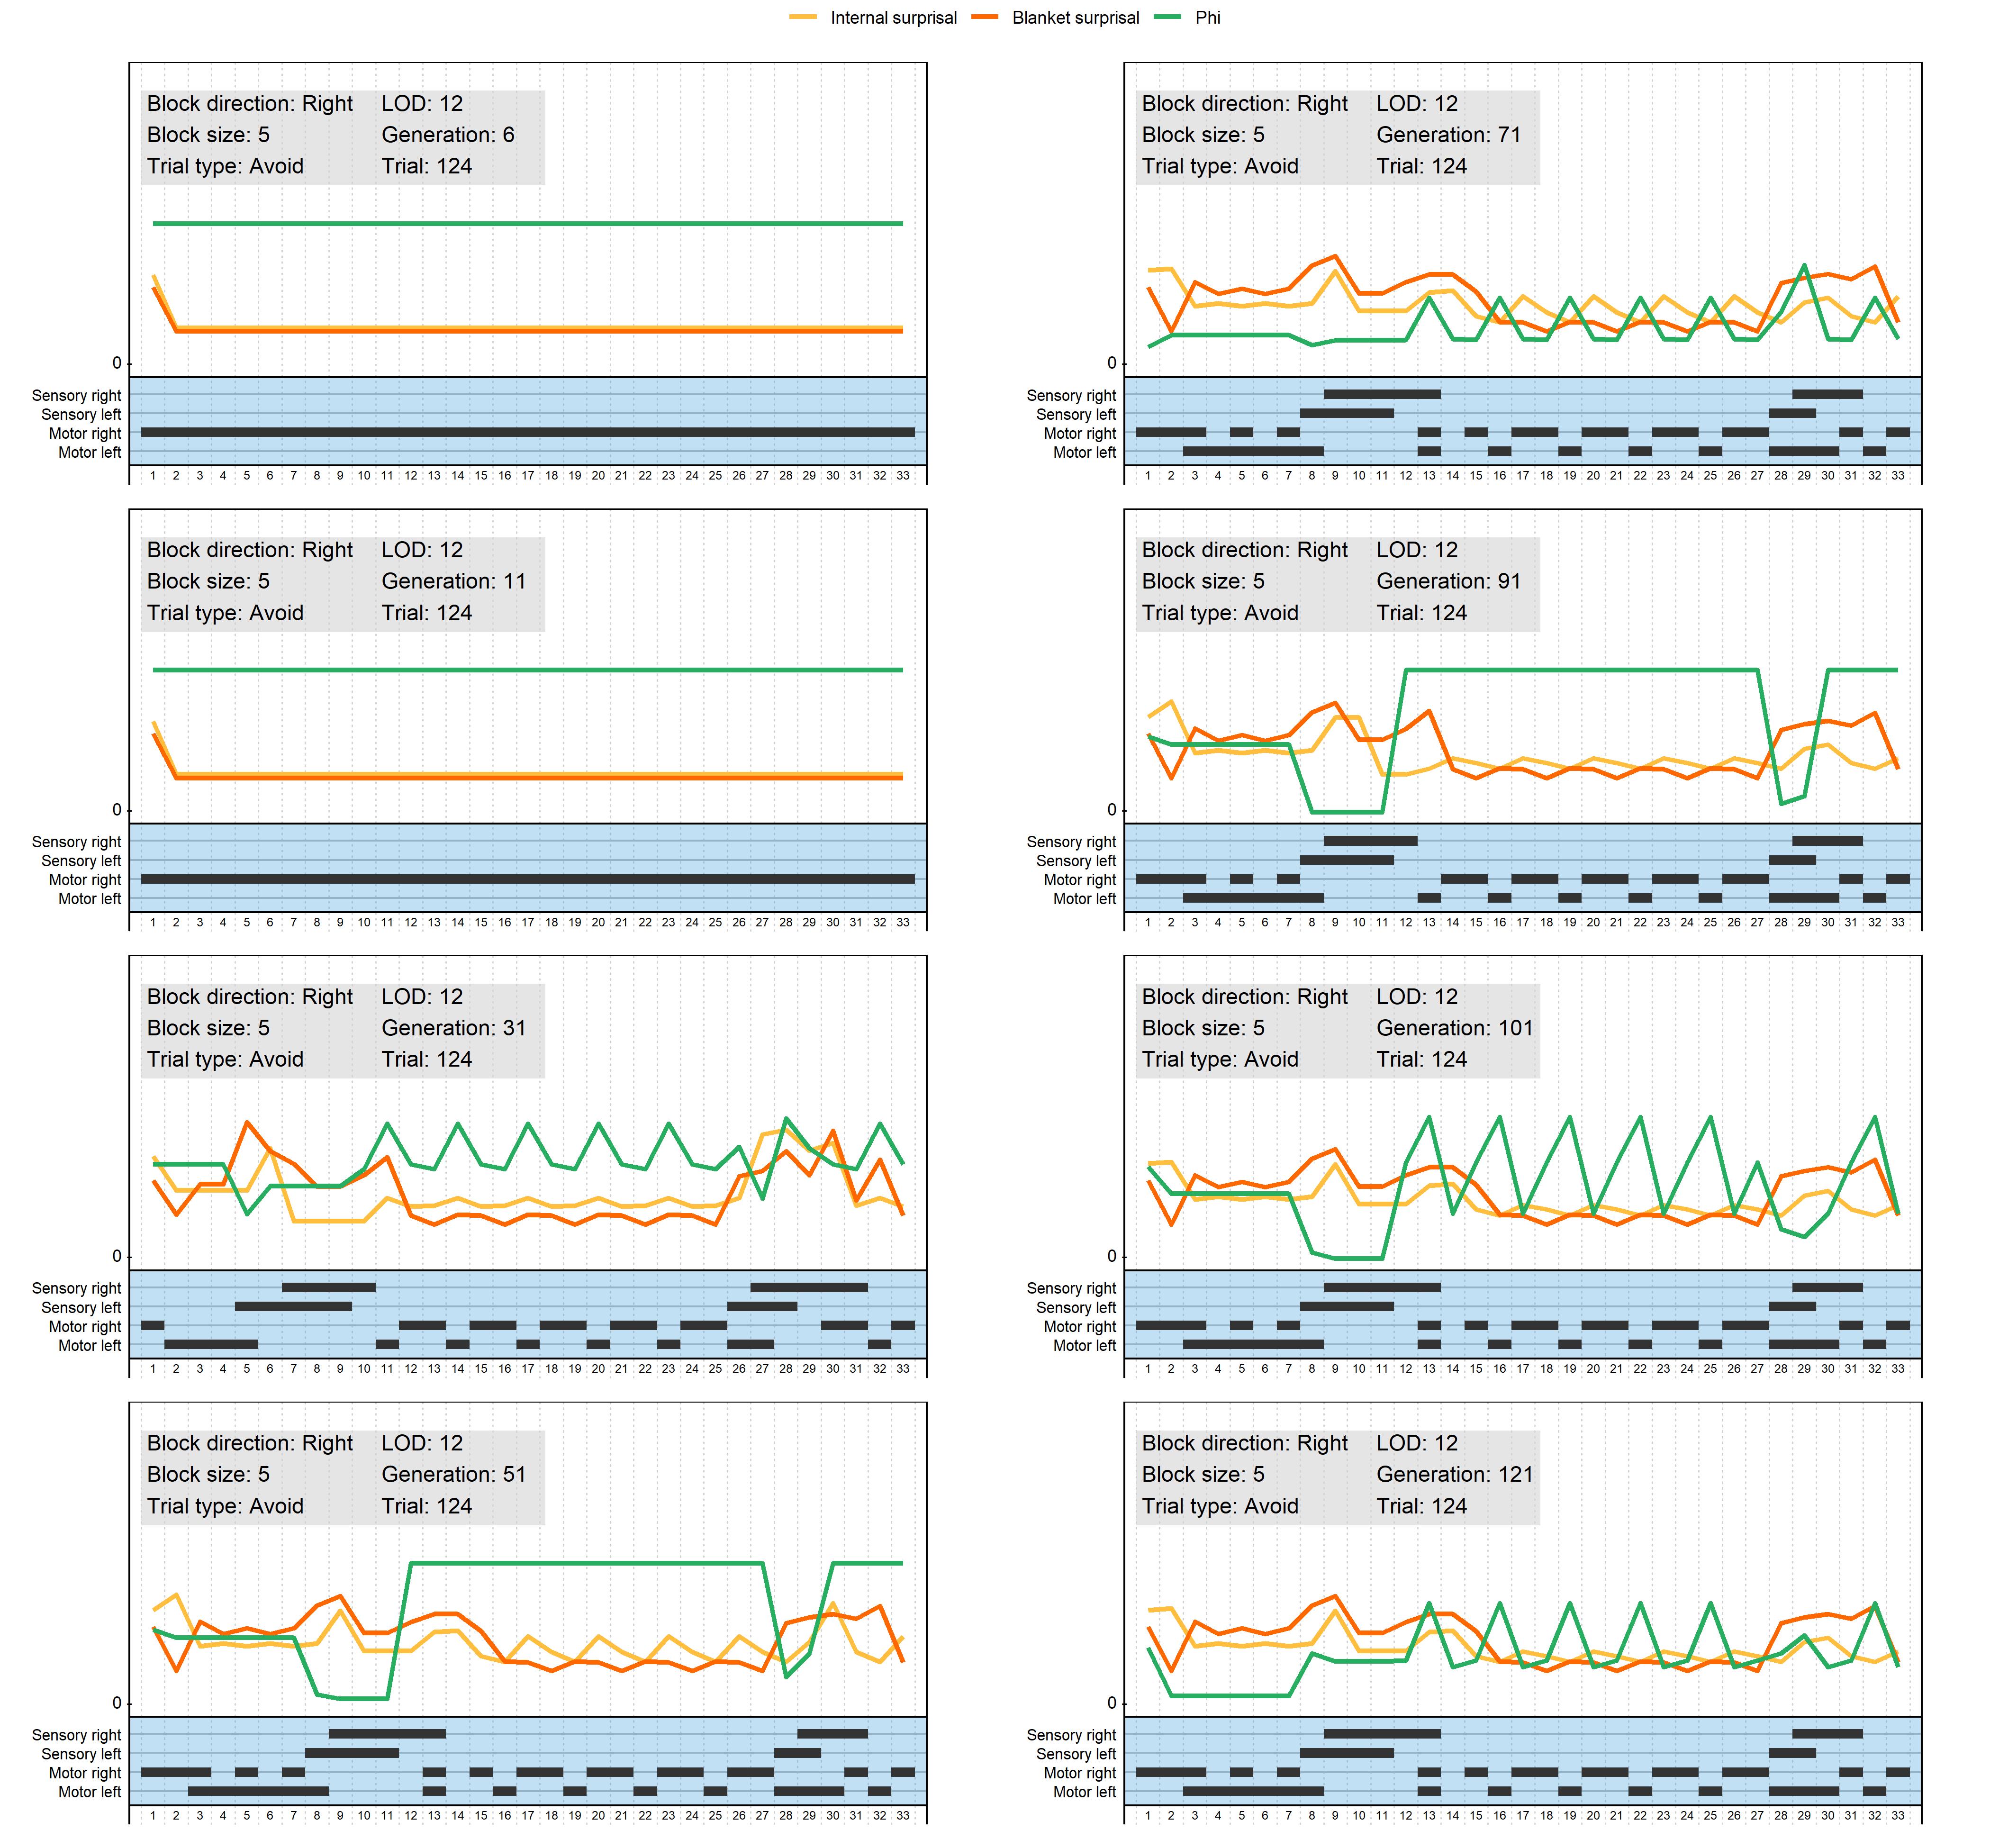 Internal surprisal Blanket surprisal Phi
Block direction: Right LOD: 12
Block size: 5 Generation: 6
Trial type: Avoid Trial: 124
0
Sensory right
Sensory left
Motor right
Motor left
1 2 3 4 5 6 7 8 9 10 11 12 13 14 15 16 17 18 19 20 21 22 23 24 25 26 27 28 29 30 31 32 33
Block direction: Right LOD: 12
Block size: 5 Generation: 71
Trial type: Avoid Trial: 124
0
Sensory right
Sensory left
Motor right
Motor left
1 2 3 4 5 6 7 8 9 10 11 12 13 14 15 16 17 18 19 20 21 22 23 24 25 26 27 28 29 30 31 32 33
Block direction: Right LOD: 12
Block size: 5 Generation: 11
Trial type: Avoid Trial: 124
0
Sensory right
Sensory left
Motor right
Motor left
1 2 3 4 5 6 7 8 9 10 11 12 13 14 15 16 17 18 19 20 21 22 23 24 25 26 27 28 29 30 31 32 33
Block direction: Right LOD: 12
Block size: 5 Generation: 91
Trial type: Avoid Trial: 124
0
Sensory right
Sensory left
Motor right
Motor left
1 2 3 4 5 6 7 8 9 10 11 12 13 14 15 16 17 18 19 20 21 22 23 24 25 26 27 28 29 30 31 32 33
Block direction: Right LOD: 12
Block size: 5 Generation: 31
Trial type: Avoid Trial: 124
0
Sensory right
Sensory left
Motor right
Motor left
1 2 3 4 5 6 7 8 9 10 11 12 13 14 15 16 17 18 19 20 21 22 23 24 25 26 27 28 29 30 31 32 33
Block direction: Right LOD: 12
Block size: 5 Generation: 101
Trial type: Avoid Trial: 124
0
Sensory right
Sensory left
Motor right
Motor left
1 2 3 4 5 6 7 8 9 10 11 12 13 14 15 16 17 18 19 20 21 22 23 24 25 26 27 28 29 30 31 32 33
Block direction: Right LOD: 12
Block size: 5 Generation: 51
Trial type: Avoid Trial: 124
0
Sensory right
Sensory left
Motor right
Motor left
1 2 3 4 5 6 7 8 9 10 11 12 13 14 15 16 17 18 19 20 21 22 23 24 25 26 27 28 29 30 31 32 33
Block direction: Right LOD: 12
Block size: 5 Generation: 121
Trial type: Avoid Trial: 124
0
Sensory right
Sensory left
Motor right
Motor left
1 2 3 4 5 6 7 8 9 10 11 12 13 14 15 16 17 18 19 20 21 22 23 24 25 26 27 28 29 30 31 32 33